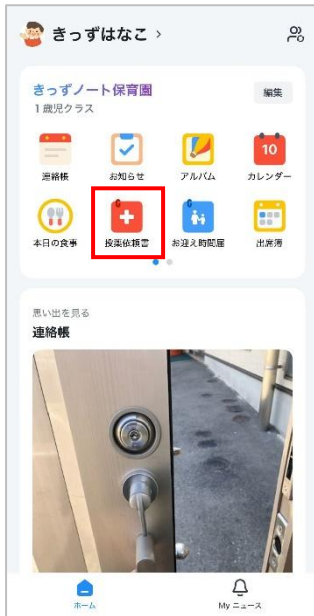 きっずはなこ
きっずノート保育園
編集
1歳児クラス
連絡帳
お知らせ
アルバム
10
カレンダー
本日の食事
投薬依頼書
お迎え時間届
出席簿
思い出を見る
連絡帳
ホーム
My ニュース